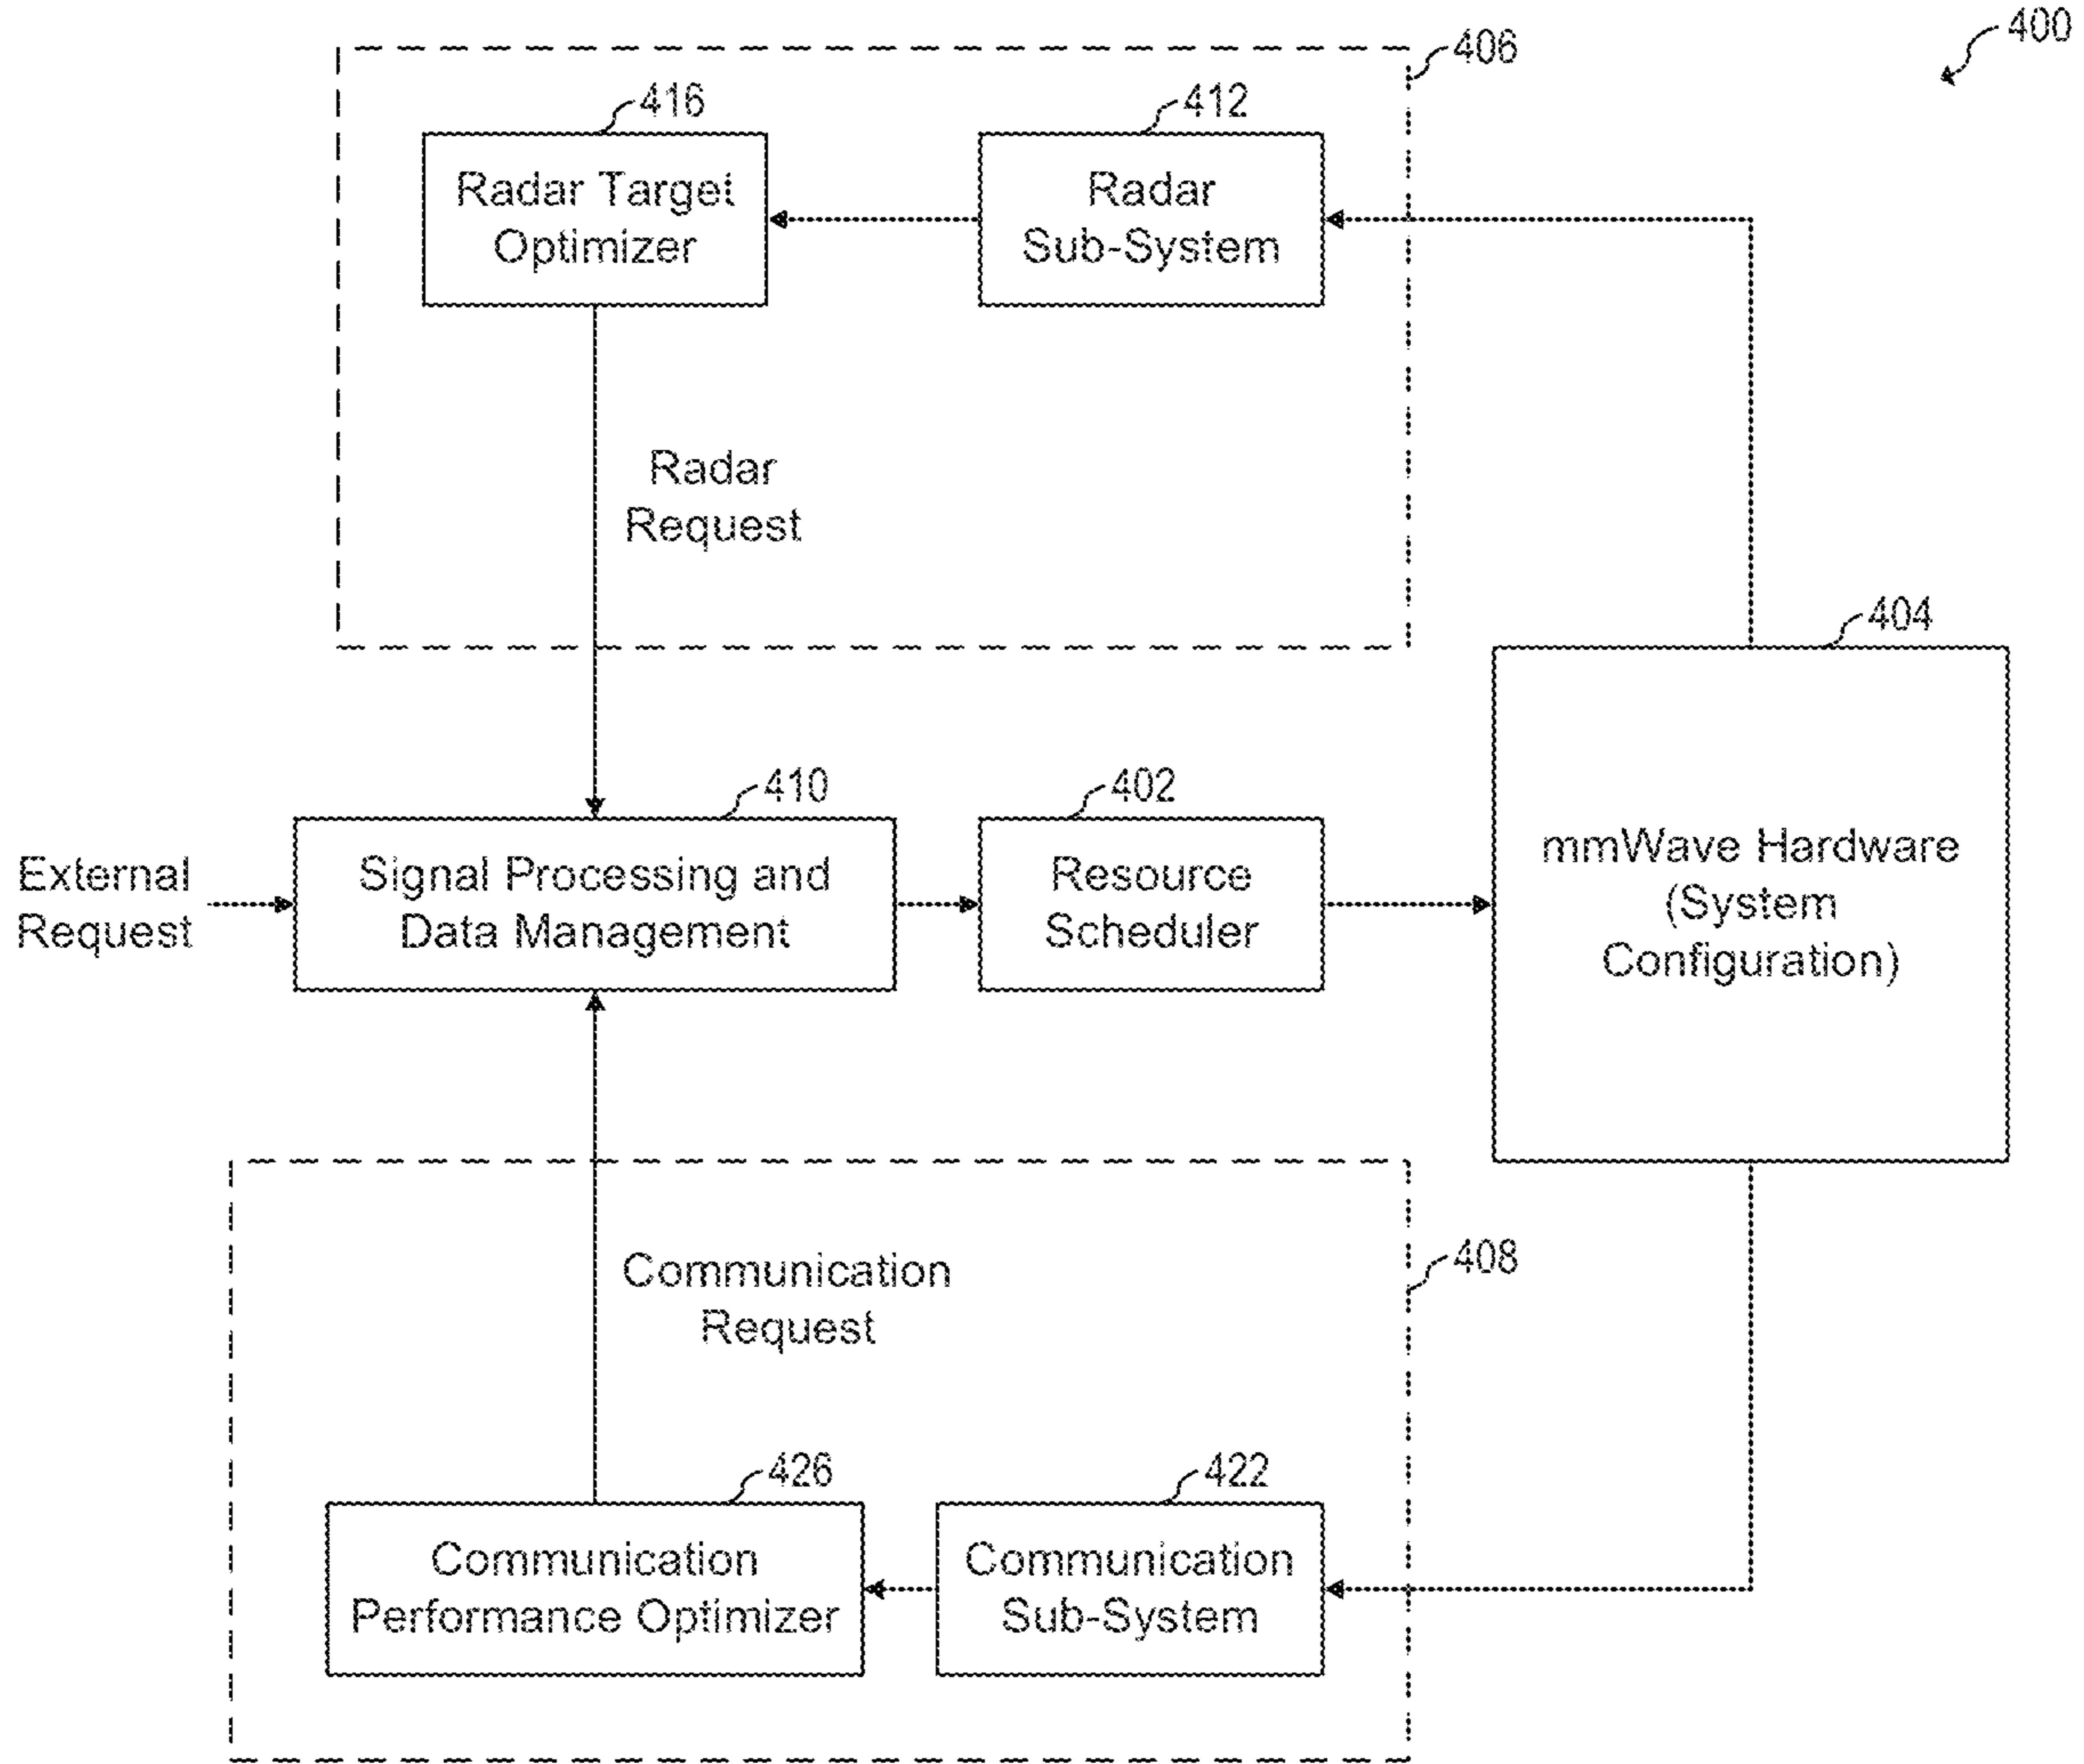 400
406
416
412
Radar Target
Optimizer
Radar
Sub-System
Radar
Request
404
410
402
External
Request
Signal Processing and
Data Management
Resource
Scheduler
mmWave Hardware
(System
Configuration)
Communication
Request
408
426
422
Communication
Performance Optimizer
Communication
Sub-System